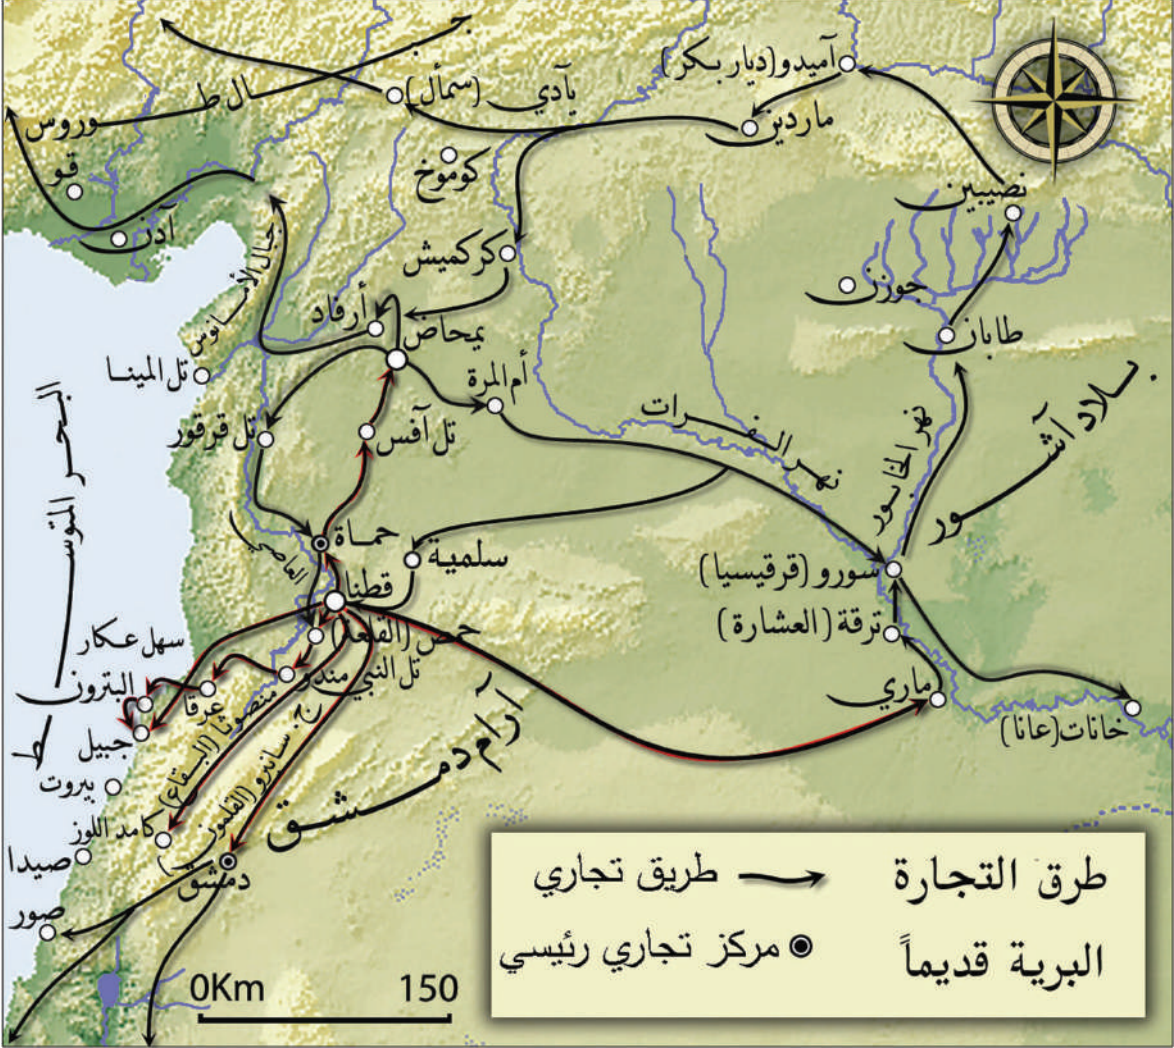 جبال طوروس
آميدو (ديار بكر)
يآدي (سمأل)
ماردين
كوموخ
قو
نصيبين
آدن
كركميش
جبال الأمانوس
جوزن
أرفاد
طابان
يمحاض
تل المينا
أم المرة
بلاد آشور
نهر الفرات
نهر الخابور
تل قرقور
تل آفس
البحر المتوسط
حماة
العاصي
سلمية
سورو (قرقيسيا)
قطنا
ترقة (العشارة)
حمص (القلعة)
سهل عكار
تل النبي مندو
ماري
البترون
عرقا
خانات (عانا)
منصوثا (البقاع)
جبيل
آرام دمشق
بيروت
كامد اللوز
صيدا
دمشق
صور
طرق التجارة
البرية قديماً
طريق تجاري
مركز تجاري رئيسي
0Km 150